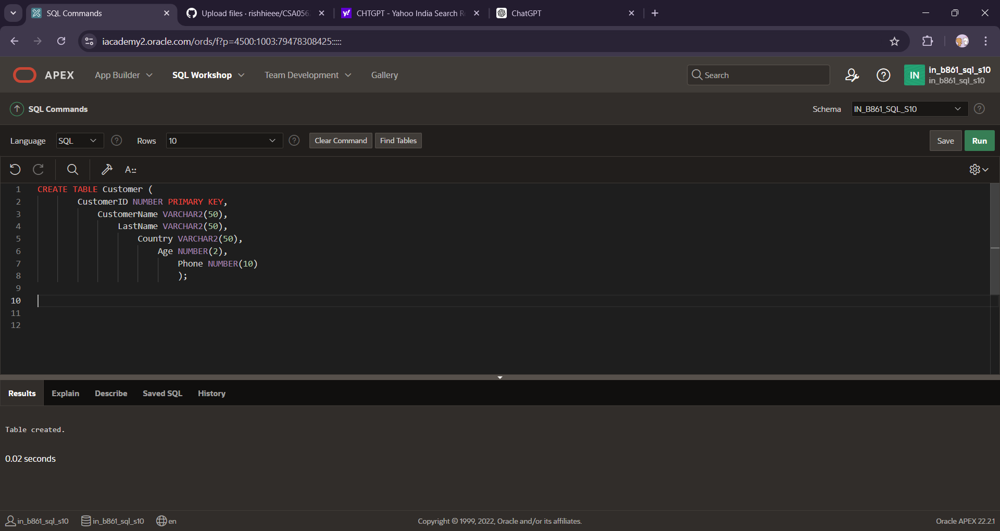 SQL Commands
Upload files · rishhieee/CSA056
CHTGPT - Yahoo India Search R
ChatGPT
iacademy2.oracle.com/ords/f?p=4500:1003:79478308425:::::
APEX
App Builder
SQL Workshop
Team Development
Gallery
Search
IN
in_b861_sql_s10
in_b861_sql_s10
SQL Commands
Schema
IN_B861_SQL_S10
Language
SQL
Rows
10
Clear Command
Find Tables
Save
Run
1 CREATE TABLE Customer (
2 CustomerID NUMBER PRIMARY KEY,
3 CustomerName VARCHAR2(50),
4 LastName VARCHAR2(50),
5 Country VARCHAR2(50),
6 Age NUMBER(2),
7 Phone NUMBER(10)
8 );
9
10
11
12
Results
Explain
Describe
Saved SQL
History
Table created.
0.02 seconds
in_b861_sql_s10
in_b861_sql_s10
en
Copyright © 1999, 2022, Oracle and/or its affiliates.
Oracle APEX 22.2.1